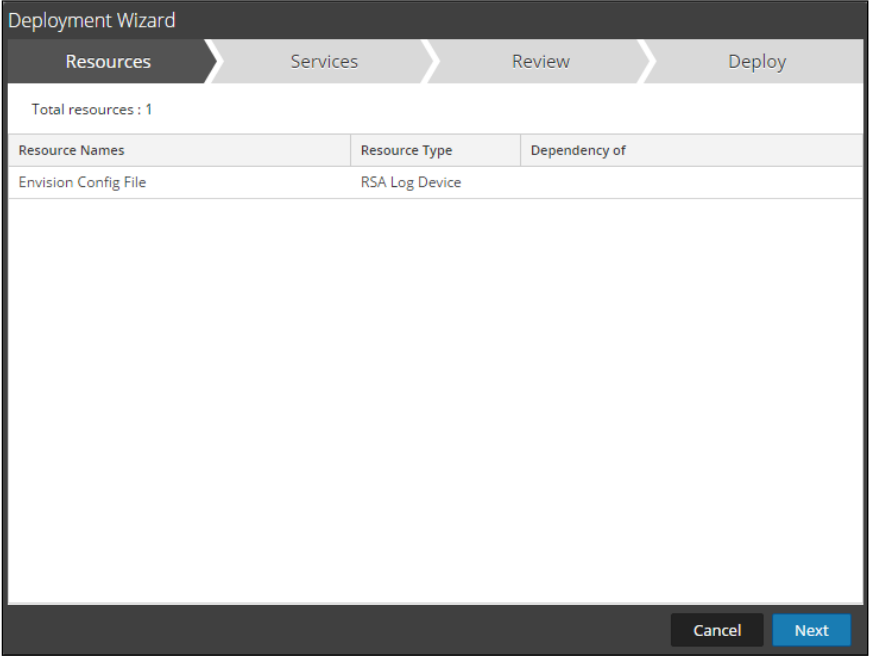 Deployment Wizard
Resources Services Review Deploy
Total resources : 1
Resource Names Resource Type Dependency of
Envision Config File RSA Log Device
Cancel Next